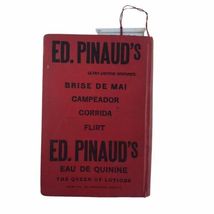 ED. PINAUD'S
BRISE DE MAI
CAMPEADOR
CORRIDA
FLIRT
ED. PINAUD'S
EAU DE QUININE
THE QUEEN OF LOTIONS